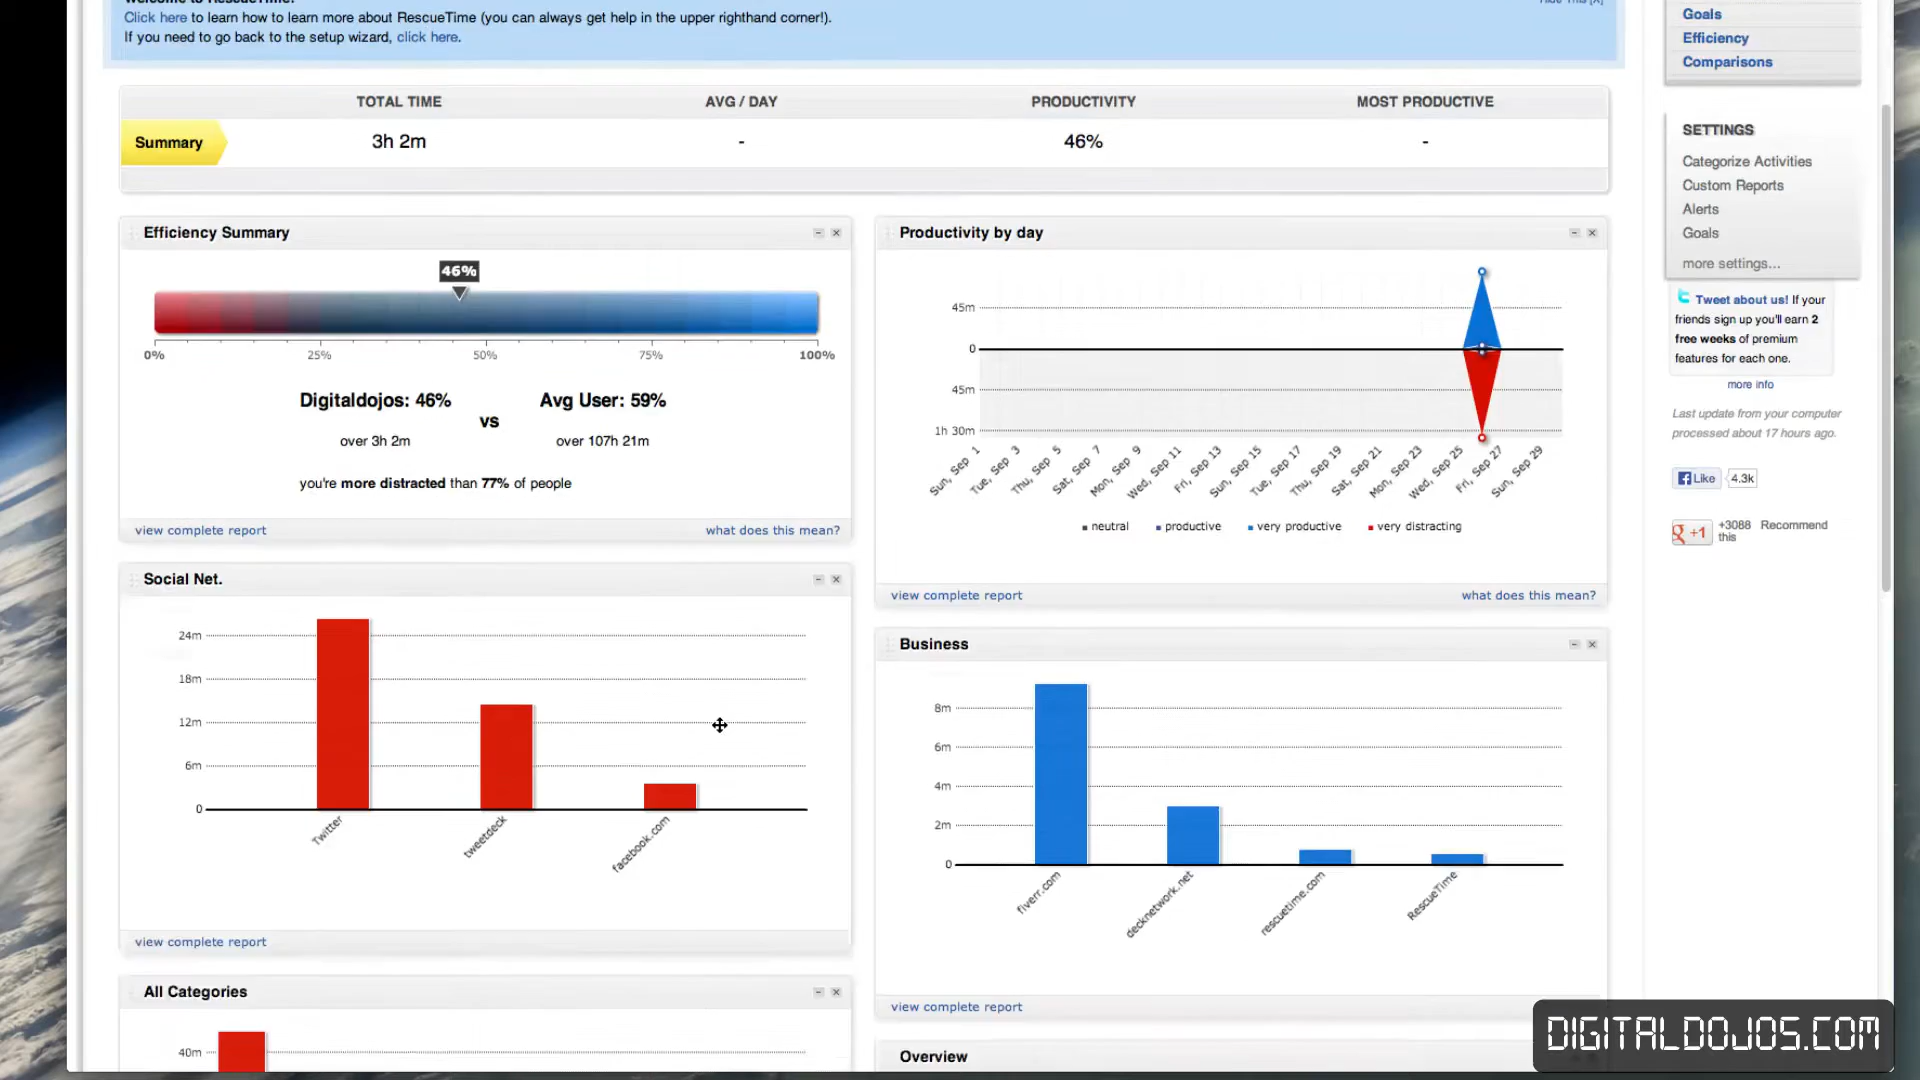 Welcome to RescueTime!
Hide This [X]
Click here to learn how to learn more about RescueTime (you can always get help in the upper righthand corner!).
If you need to go back to the setup wizard, click here.
Goals
Efficiency
Comparisons
TOTAL TIME AVG / DAY PRODUCTIVITY MOST PRODUCTIVE
Summary 3h 2m - 46% -
SETTINGS
Categorize Activities
Custom Reports
Alerts
Goals
more settings...
Tweet about us! If your
friends sign up you'll earn 2
free weeks of premium
features for each one.
more info
Last update from your computer
processed about 17 hours ago.
Like 4.3k
+1 +3088 Recommend
this
Efficiency Summary
46%
0% 25% 50% 75% 100%
Digitaldojos: 46% vs Avg User: 59%
over 3h 2m over 107h 21m
you're more distracted than 77% of people
view complete report what does this mean?
Productivity by day
45m
0
45m
1h 30m
Sun, Sep 1 Tue, Sep 3 Thu, Sep 5 Sat, Sep 7 Mon, Sep 9 Wed, Sep 11 Fri, Sep 13 Sun, Sep 15 Tue, Sep 17 Thu, Sep 19 Sat, Sep 21 Mon, Sep 23 Wed, Sep 25 Fri, Sep 27 Sun, Sep 29
neutral productive very productive very distracting
view complete report what does this mean?
Social Net.
24m
18m
12m
6m
0
Twitter tweetdeck facebook.com
view complete report
Business
8m
6m
4m
2m
0
fiverr.com decknetwork.net rescuetime.com RescueTime
view complete report
All Categories
40m
Overview
DIGITALDOJOS.COM